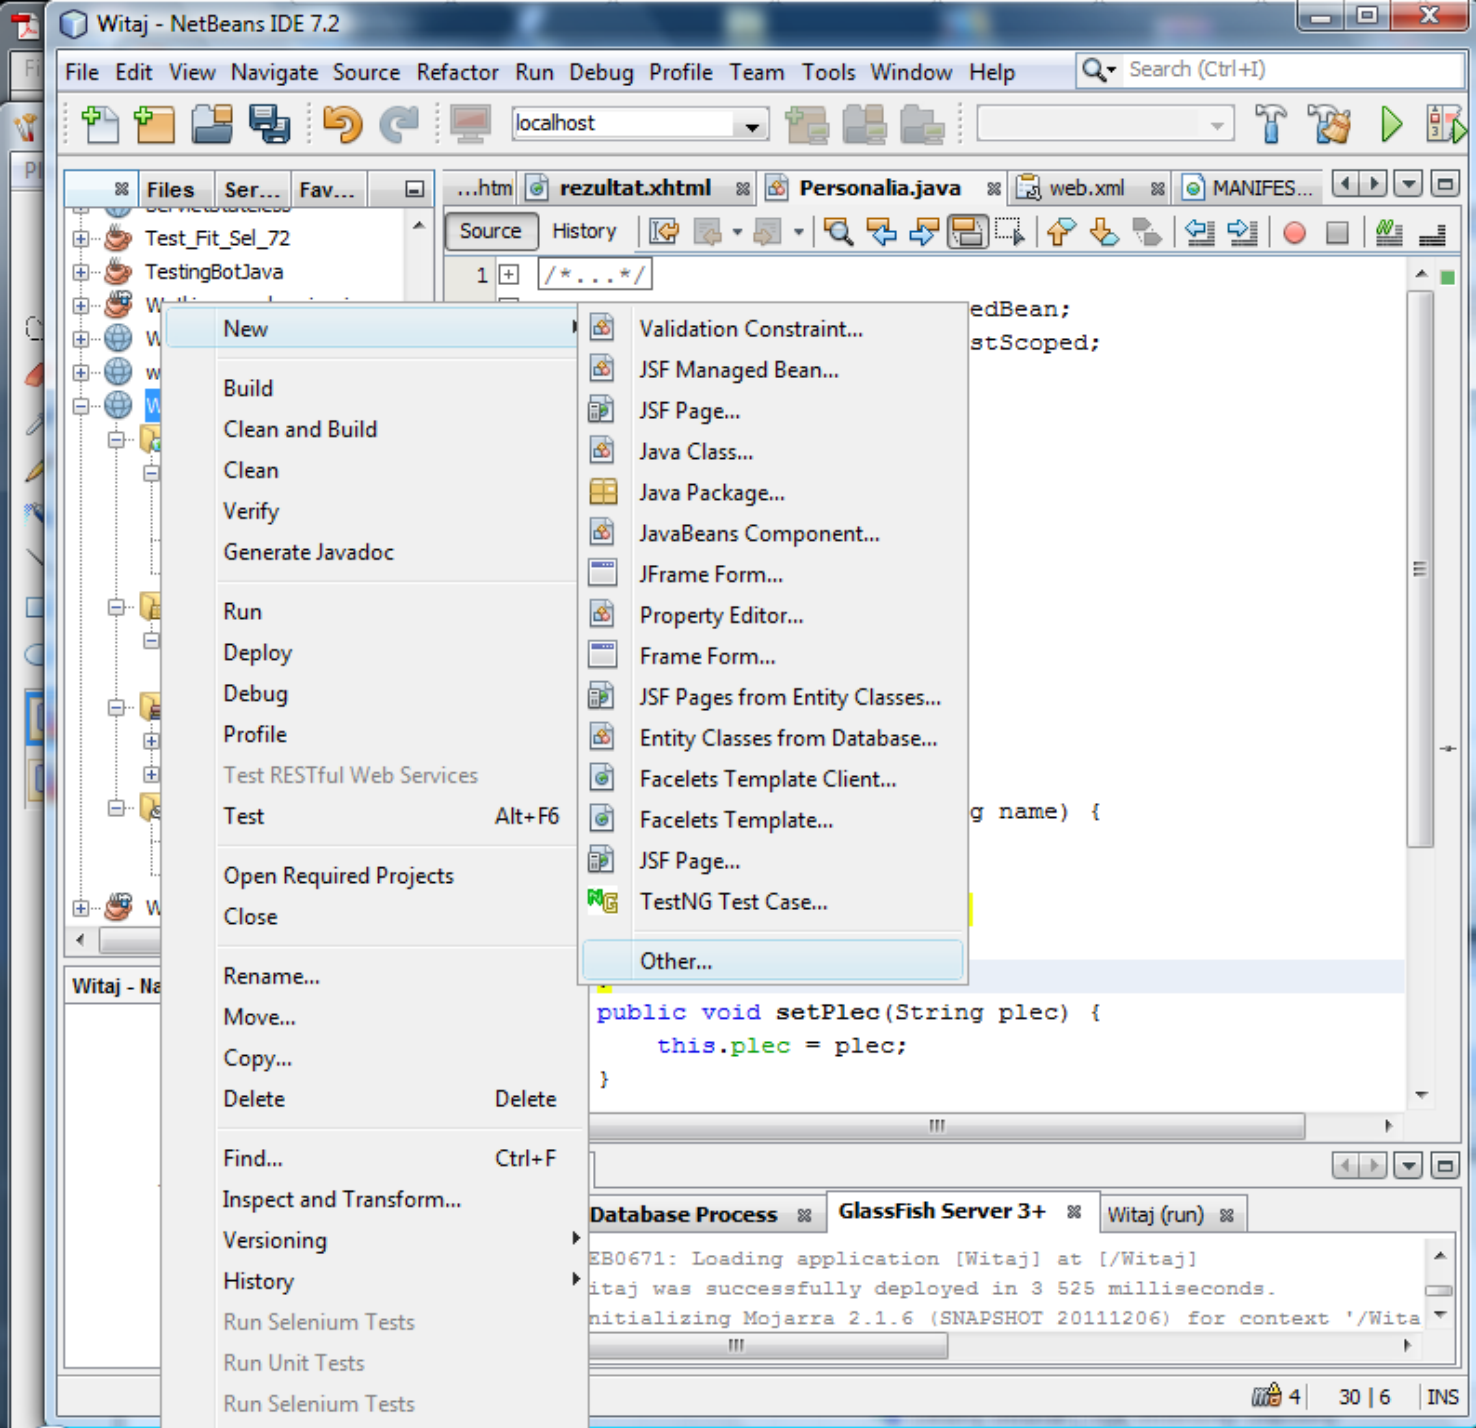 Witaj - NetBeans IDE 7.2
File Edit View Navigate Source Refactor Run Debug Profile Team Tools Window Help
Search (Ctrl+I)
localhost
Files Ser... Fav...
...htm rezultat.xhtml Personalia.java web.xml MANIFES...
Test_Fit_Sel_72
TestingBotJava
Source History
1 /*...*/
edBean;
stScoped;
g name) {
public void setPlec(String plec) {
this.plec = plec;
}
New
Build
Clean and Build
Clean
Verify
Generate Javadoc
Run
Deploy
Debug
Profile
Test RESTful Web Services
Test Alt+F6
Open Required Projects
Close
Rename...
Move...
Copy...
Delete Delete
Find... Ctrl+F
Inspect and Transform...
Versioning
History
Run Selenium Tests
Run Unit Tests
Run Selenium Tests
Validation Constraint...
JSF Managed Bean...
JSF Page...
Java Class...
Java Package...
JavaBeans Component...
JFrame Form...
Property Editor...
Frame Form...
JSF Pages from Entity Classes...
Entity Classes from Database...
Facelets Template Client...
Facelets Template...
JSF Page...
TestNG Test Case...
Other...
Witaj - Na
Database Process GlassFish Server 3+ Witaj (run)
EB0671: Loading application [Witaj] at [/Witaj]
itaj was successfully deployed in 3 525 milliseconds.
nitializing Mojarra 2.1.6 (SNAPSHOT 20111206) for context '/Wita
4 30 | 6 INS